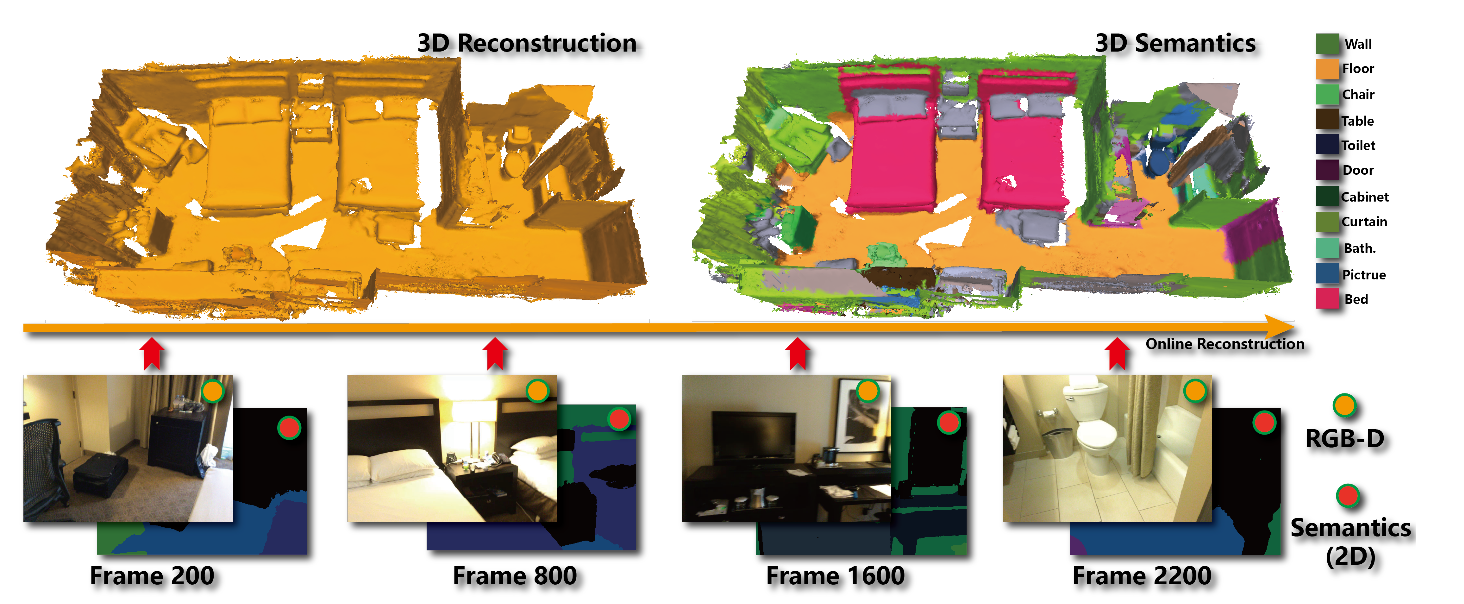 3D Reconstruction
3D Semantics
Wall
Floor
Chair
Table
Toilet
Door
Cabinet
Curtain
Bath.
Pictrue
Bed
Online Reconstruction
RGB-D
Semantics
(2D)
Frame 200
Frame 800
Frame 1600
Frame 2200